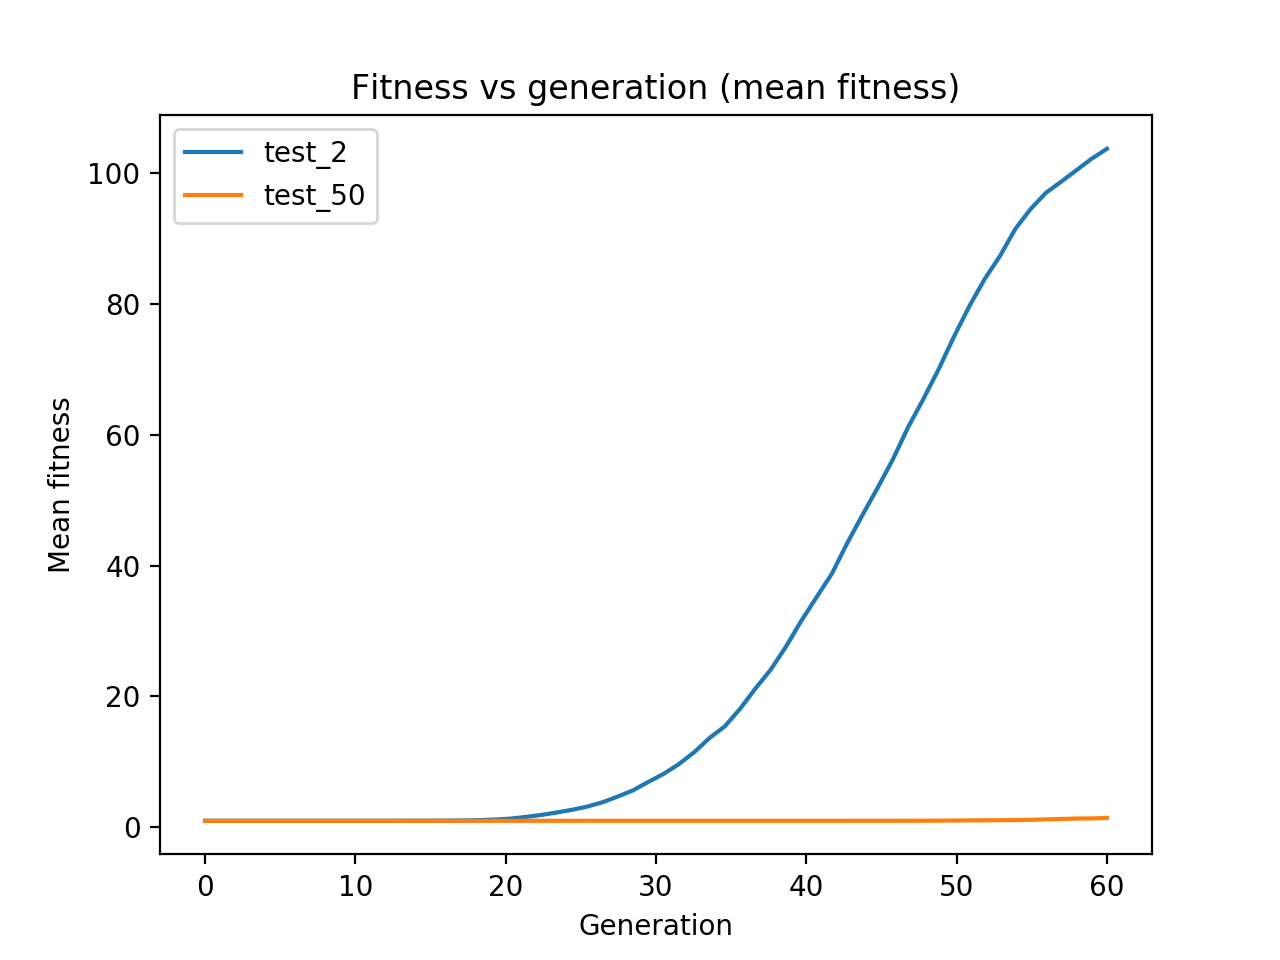 Fitness vs generation (mean fitness)
test_2
test_50
100
80
60
40
20
0
Mean fitness
0 10 20 30 40 50 60
Generation